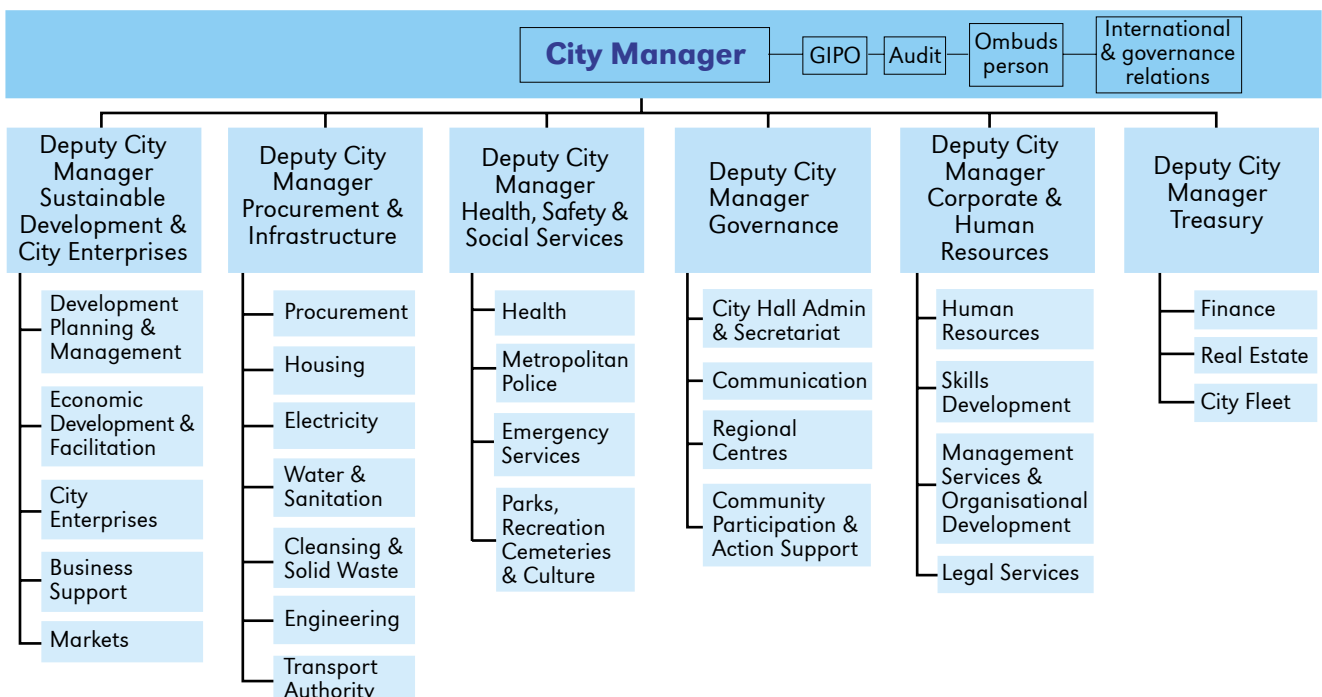 City Manager
GIPO
Audit
Ombuds
person
International
& governance
relations
Deputy City
Manager
Sustainable
Development &
City Enterprises
Development
Planning &
Management
Economic
Development &
Facilitation
City
Enterprises
Business
Support
Markets
Deputy City
Manager
Procurement &
Infrastructure
Procurement
Housing
Electricity
Water &
Sanitation
Cleansing &
Solid Waste
Engineering
Transport
Authority
Deputy City
Manager
Health, Safety &
Social Services
Health
Metropolitan
Police
Emergency
Services
Parks,
Recreation
Cemeteries
& Culture
Deputy City
Manager
Governance
City Hall Admin
& Secretariat
Communication
Regional
Centres
Community
Participation &
Action Support
Deputy City
Manager
Corporate &
Human
Resources
Human
Resources
Skills
Development
Management
Services &
Organisational
Development
Legal Services
Deputy City
Manager
Treasury
Finance
Real Estate
City Fleet